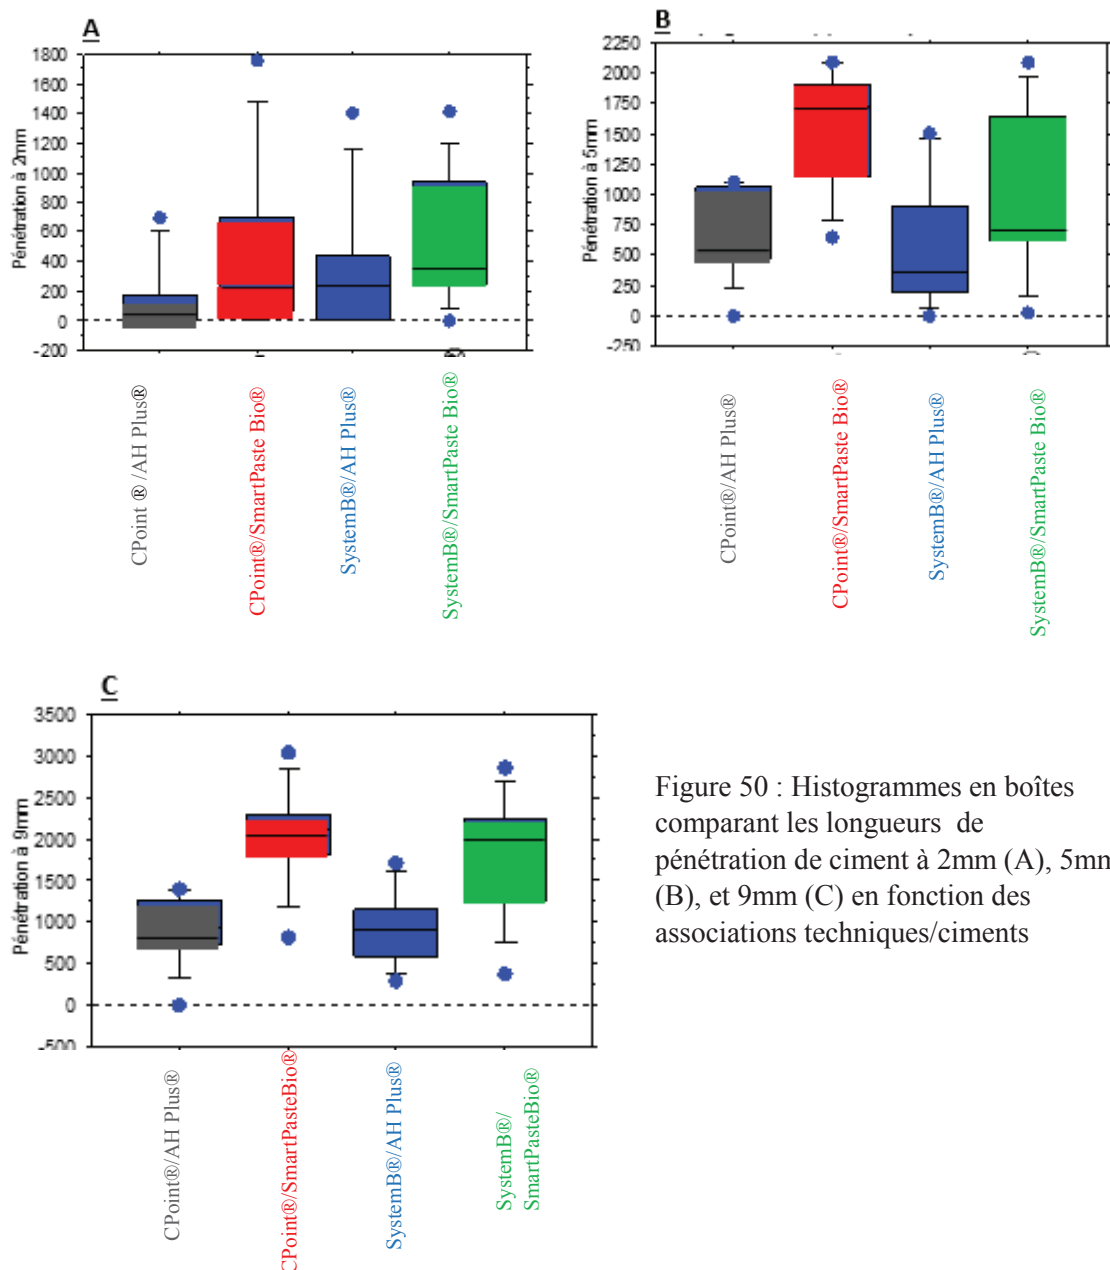 A
1800
1600
1400
1200
1000
800
600
400
200
0
-200
Pénétration à 2mm
CPoint ® /AH Plus®
CPoint®/SmartPaste Bio®
SystemB®/AH Plus®
SystemB®/SmartPaste Bio®
B
2250
2000
1750
1500
1250
1000
750
500
250
0
-250
Pénétration à 5mm
CPoint®/AH Plus®
CPoint®/SmartPaste Bio®
SystemB®/AH Plus®
SystemB®/SmartPaste Bio®
C
3500
3000
2500
2000
1500
1000
500
0
-500
Pénétration à 9mm
CPoint®/AH Plus®
CPoint®/SmartPasteBio®
SystemB®/AH Plus®
SystemB®/
SmartPasteBio®
Figure 50 : Histogrammes en boîtes
comparant les longueurs de
pénétration de ciment à 2mm (A), 5mm
(B), et 9mm (C) en fonction des
associations techniques/ciments